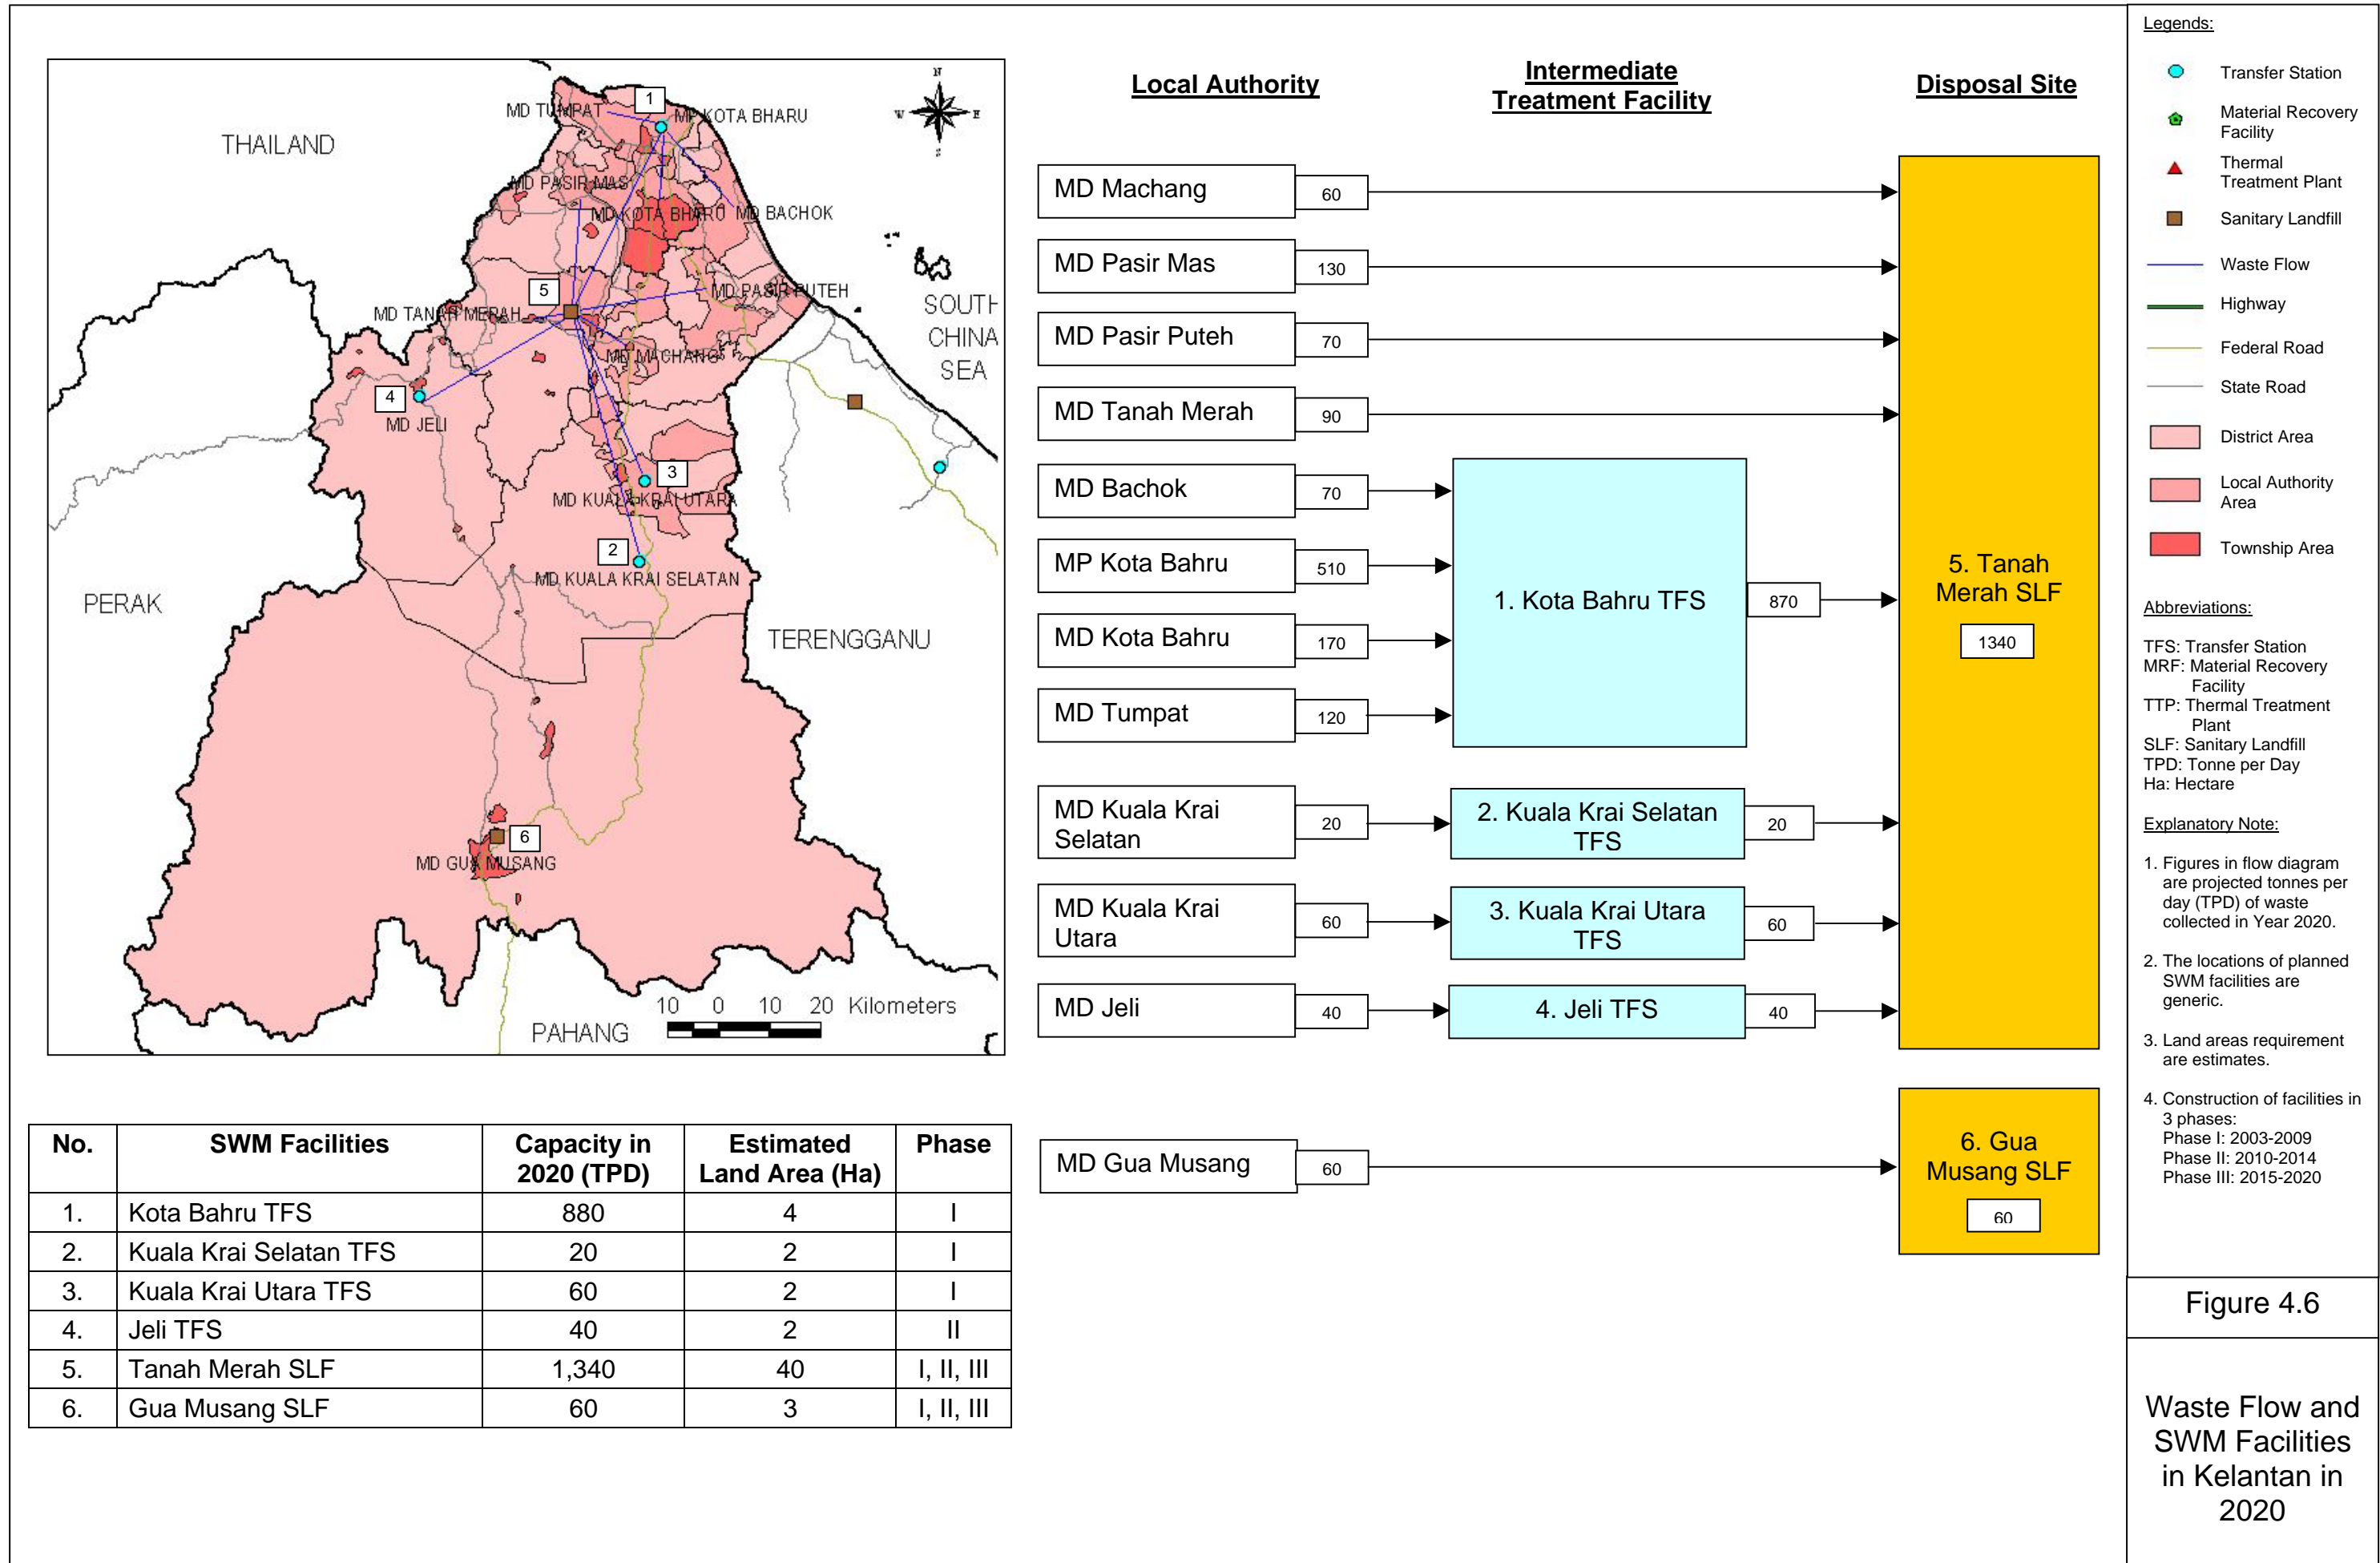 THAILAND
MD TUMPAT
1
MP KOTA BHARU
N
W
E
S
MD PASIR MAS
MD KOTA BHARU
MD BACHOK
5
MD PASIR PUTEH
MD TANAH MERAH
SOUTH
CHINA
SEA
MD MACHANG
4
MD JELI
3
MD KUALA KRAI UTARA
2
MD KUALA KRAI SELATAN
PERAK
TERENGGANU
6
MD GUA MUSANG
10 0 10 20 Kilometers
PAHANG
Local Authority
Intermediate
Treatment Facility
Disposal Site
MD Machang
60
MD Pasir Mas
130
MD Pasir Puteh
70
MD Tanah Merah
90
MD Bachok
70
MP Kota Bahru
510
MD Kota Bahru
170
MD Tumpat
120
1. Kota Bahru TFS
870
MD Kuala Krai
Selatan
20
2. Kuala Krai Selatan
TFS
20
MD Kuala Krai
Utara
60
3. Kuala Krai Utara
TFS
60
MD Jeli
40
4. Jeli TFS
40
5. Tanah
Merah SLF
1340
MD Gua Musang
60
6. Gua
Musang SLF
60
No. SWM Facilities Capacity in Estimated Phase
2020 (TPD) Land Area (Ha)
1. Kota Bahru TFS 880 4 I
2. Kuala Krai Selatan TFS 20 2 I
3. Kuala Krai Utara TFS 60 2 I
4. Jeli TFS 40 2 II
5. Tanah Merah SLF 1,340 40 I, II, III
6. Gua Musang SLF 60 3 I, II, III
Legends:
Transfer Station
Material Recovery
Facility
Thermal
Treatment Plant
Sanitary Landfill
Waste Flow
Highway
Federal Road
State Road
District Area
Local Authority
Area
Township Area
Abbreviations:
TFS: Transfer Station
MRF: Material Recovery
Facility
TTP: Thermal Treatment
Plant
SLF: Sanitary Landfill
TPD: Tonne per Day
Ha: Hectare
Explanatory Note:
1. Figures in flow diagram
are projected tonnes per
day (TPD) of waste
collected in Year 2020.
2. The locations of planned
SWM facilities are
generic.
3. Land areas requirement
are estimates.
4. Construction of facilities in
3 phases:
Phase I: 2003-2009
Phase II: 2010-2014
Phase III: 2015-2020
Figure 4.6
Waste Flow and
SWM Facilities
in Kelantan in
2020